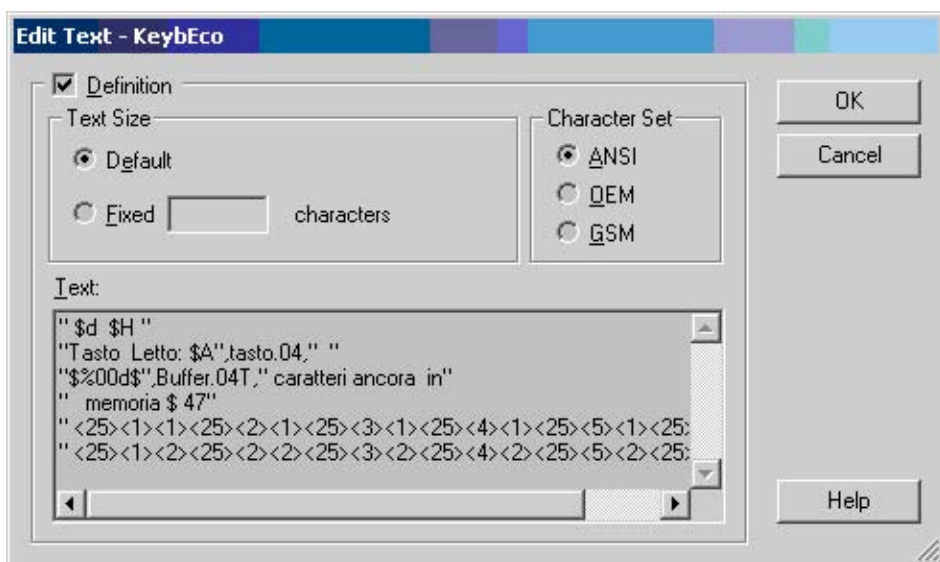 Edit Text - KeybEco
Definition
Text Size
Default
Fixed characters
Character Set
ANSI
OEM
GSM
OK
Cancel
Text:
" $d  $H "
"Tasto  Letto: $A",tasto.04,"  "
"$%00d$",Buffer.04T," caratteri ancora  in"
"   memoria $ 47"
" <25><1><1><25><2><1><25><3><1><25><4><1><25><5><1><25>
" <25><1><2><25><2><2><25><3><2><25><4><2><25><5><2><25>
Help